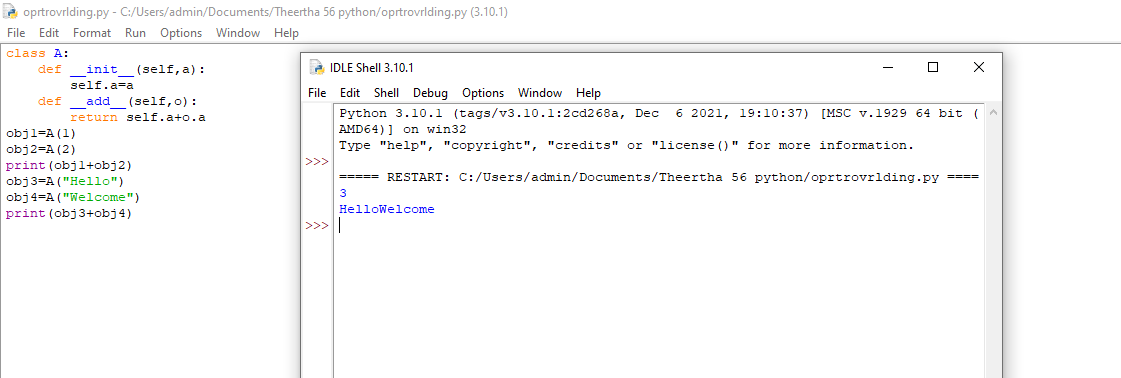 oprtrovrlding.py - C:/Users/admin/Documents/Theertha 56 python/oprtrovrlding.py (3.10.1)
File Edit Format Run Options Window Help
class A:
    def __init__(self,a):
        self.a=a
    def __add__(self,o):
        return self.a+o.a
obj1=A(1)
obj2=A(2)
print(obj1+obj2)
obj3=A("Hello")
obj4=A("Welcome")
print(obj3+obj4)
IDLE Shell 3.10.1
File Edit Shell Debug Options Window Help
Python 3.10.1 (tags/v3.10.1:2cd268a, Dec  6 2021, 19:10:37) [MSC v.1929 64 bit (
AMD64)] on win32
Type "help", "copyright", "credits" or "license()" for more information.
>>>
===== RESTART: C:/Users/admin/Documents/Theertha 56 python/oprtrovrlding.py ====
3
HelloWelcome
>>>